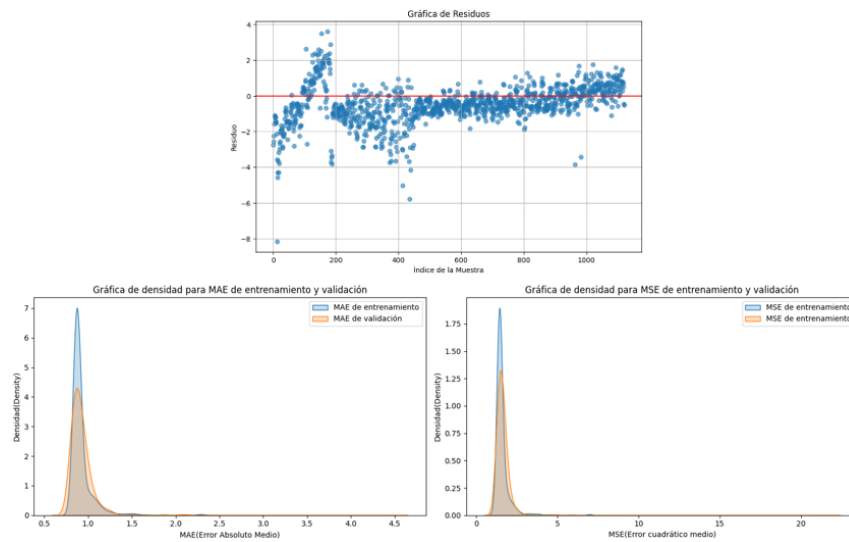 Gráfica de Residuos
4
2
0
−2
−4
−6
−8
Residuo
0 200 400 600 800 1000
Índice de la Muestra
Gráfica de densidad para MAE de entrenamiento y validación
MAE de entrenamiento
MAE de validación
7
6
5
4
3
2
1
0
Densidad(Density)
0.5 1.0 1.5 2.0 2.5 3.0 3.5 4.0 4.5
MAE(Error Absoluto Medio)
Gráfica de densidad para MSE de entrenamiento y validación
MSE de entrenamiento
MSE de entrenamiento
1.75
1.50
1.25
1.00
0.75
0.50
0.25
0.00
Densidad(Density)
0 5 10 15 20
MSE(Error cuadrático medio)